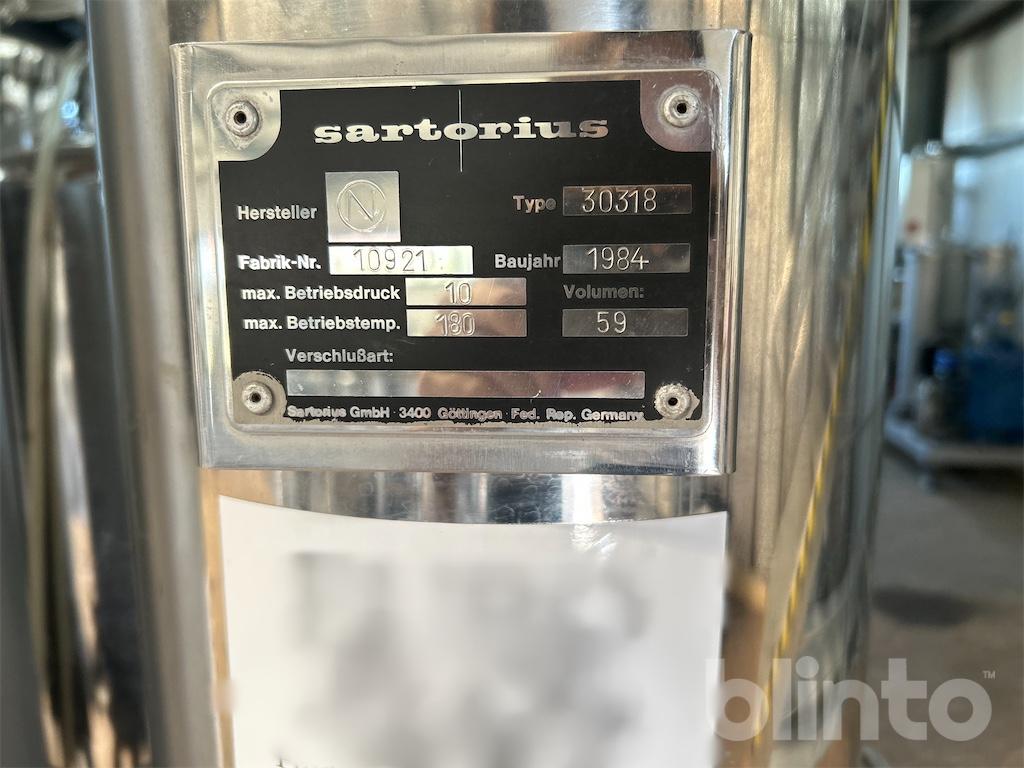 sartorius
Hersteller N Type 30318
Fabrik-Nr. 10921 Baujahr 1984
max. Betriebsdruck 10 Volumen:
max. Betriebstemp. 180 59
Verschlußart:
Sartorius GmbH · 3400 Göttingen · Fed. Rep. Germany
blinto™